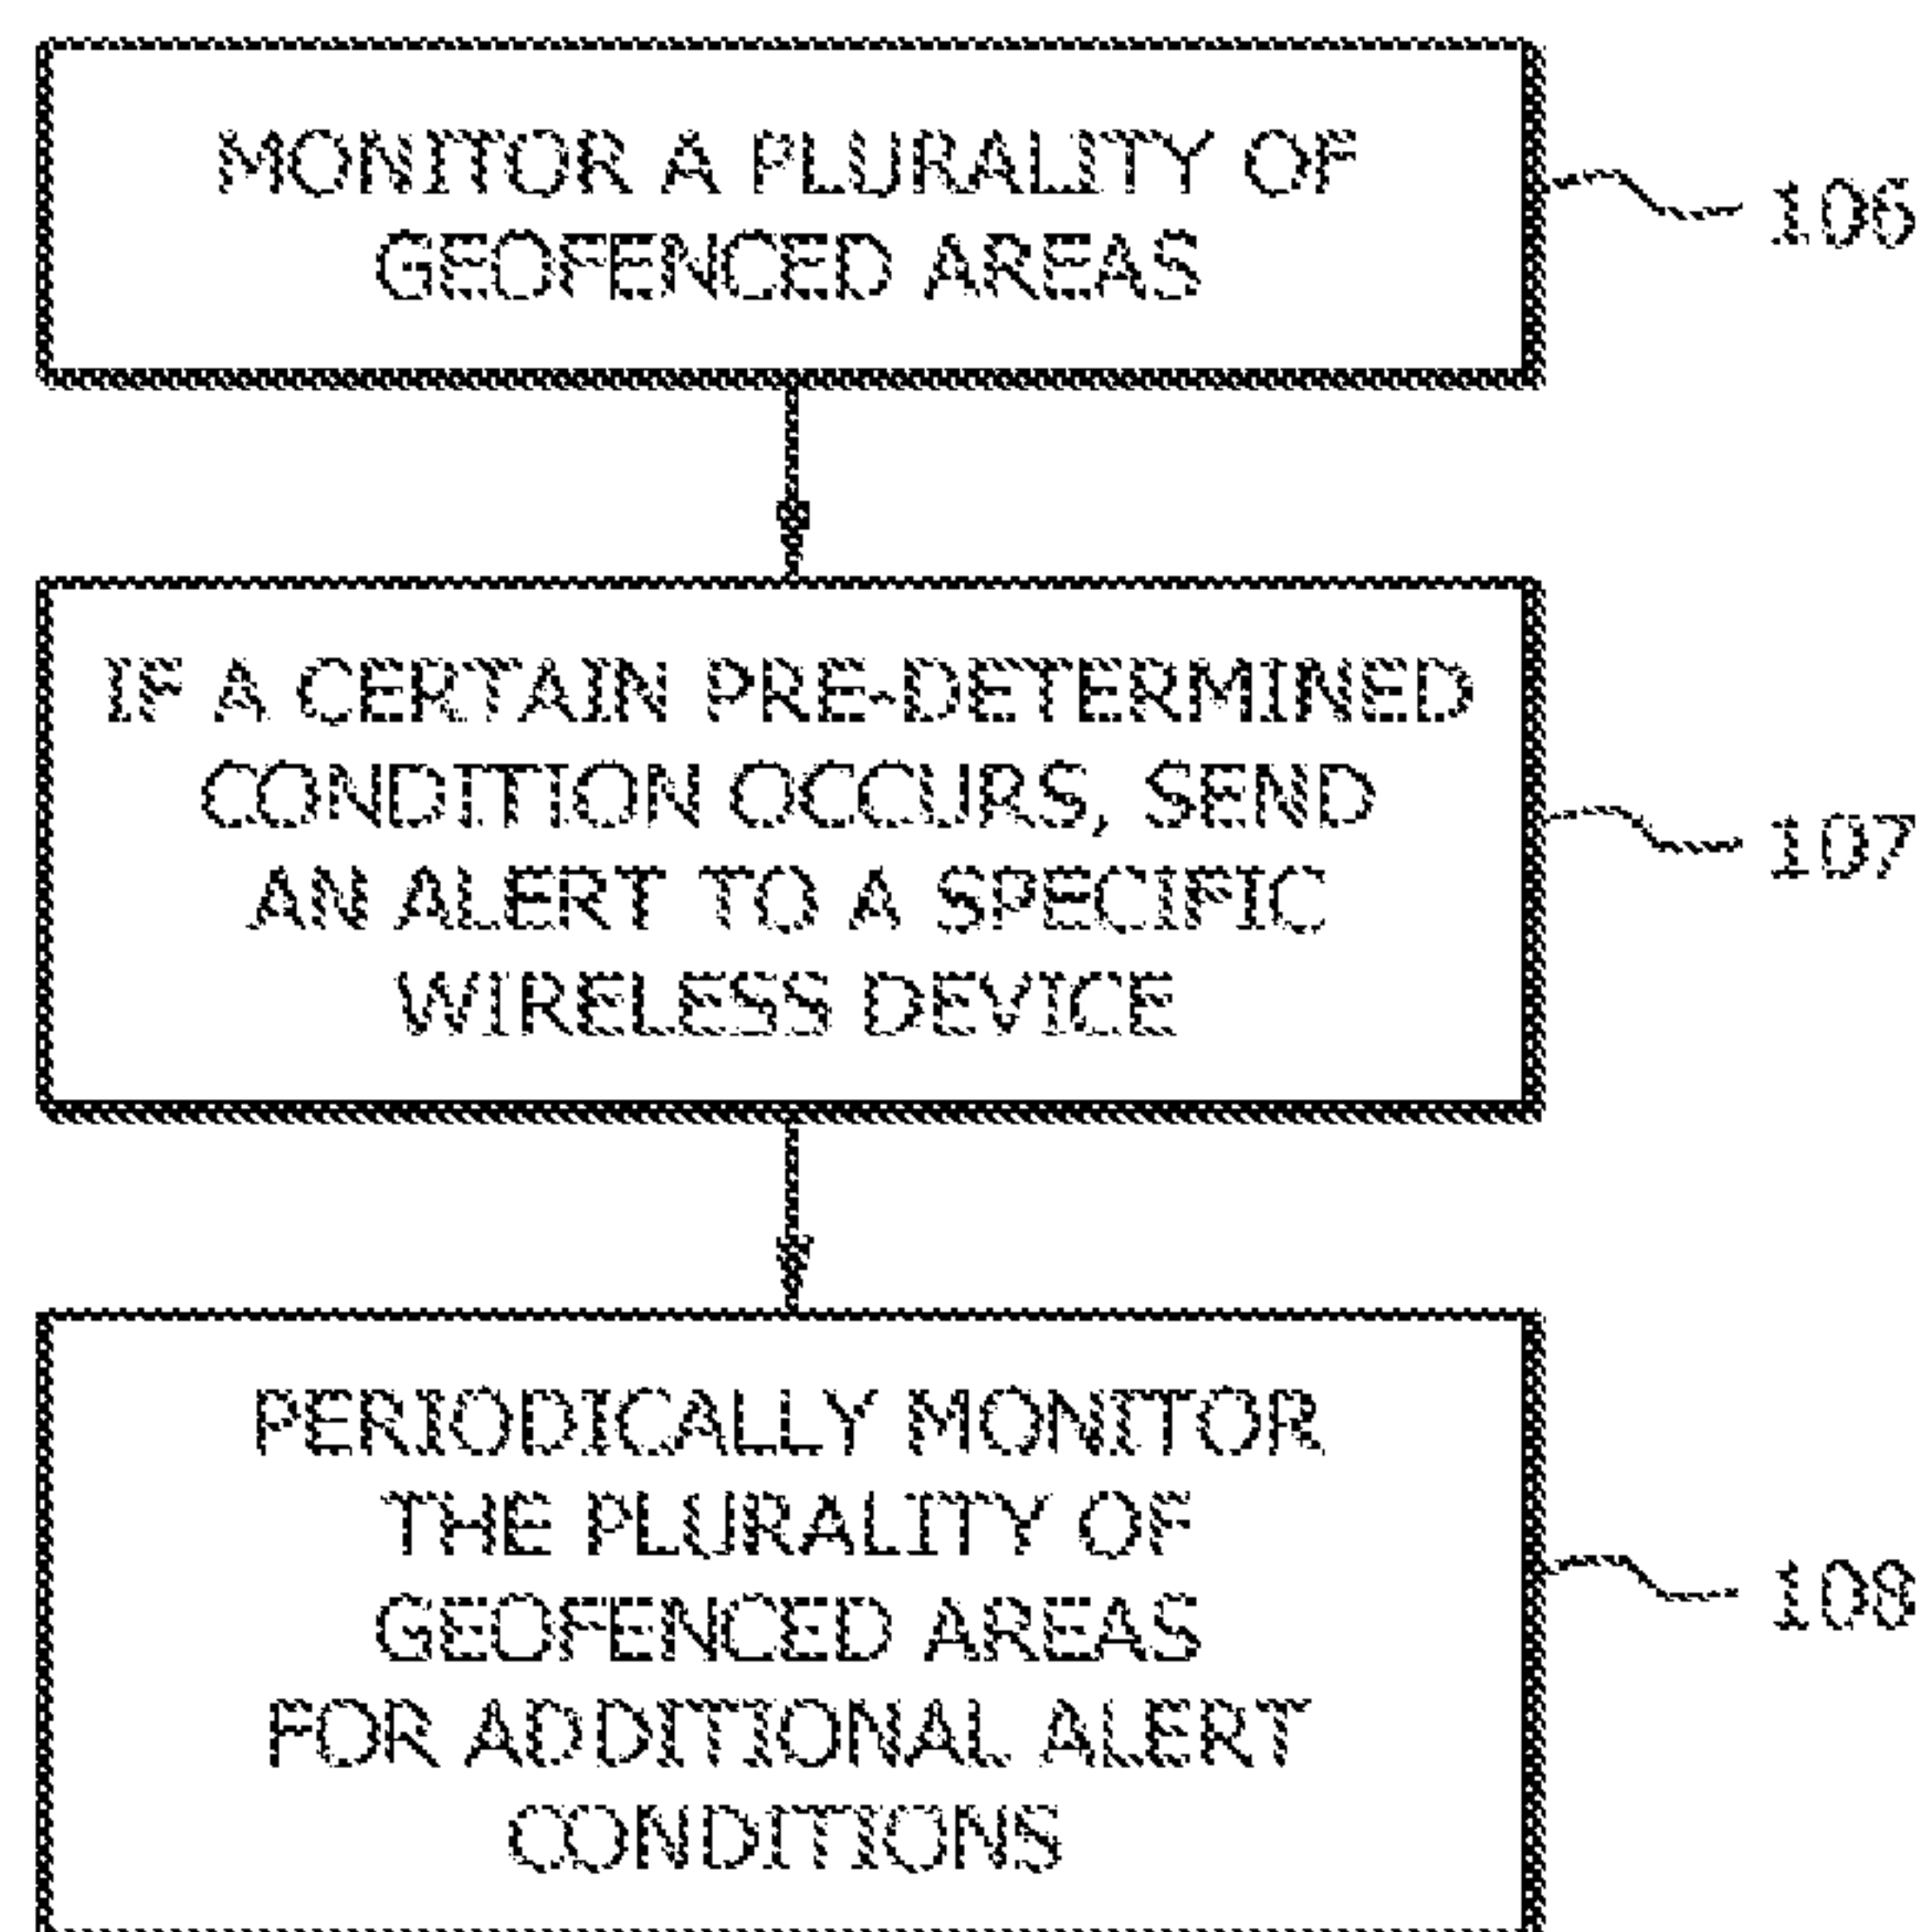 MONITOR A PLURALITY OF
GEOFENCED AREAS
106
IF A CERTAIN PRE-DETERMINED
CONDITION OCCURS, SEND
AN ALERT TO A SPECIFIC
WIRELESS DEVICE
107
PERIODICALLY MONITOR
THE PLURALITY OF
GEOFENCED AREAS
FOR ADDITIONAL ALERT
CONDITIONS
108